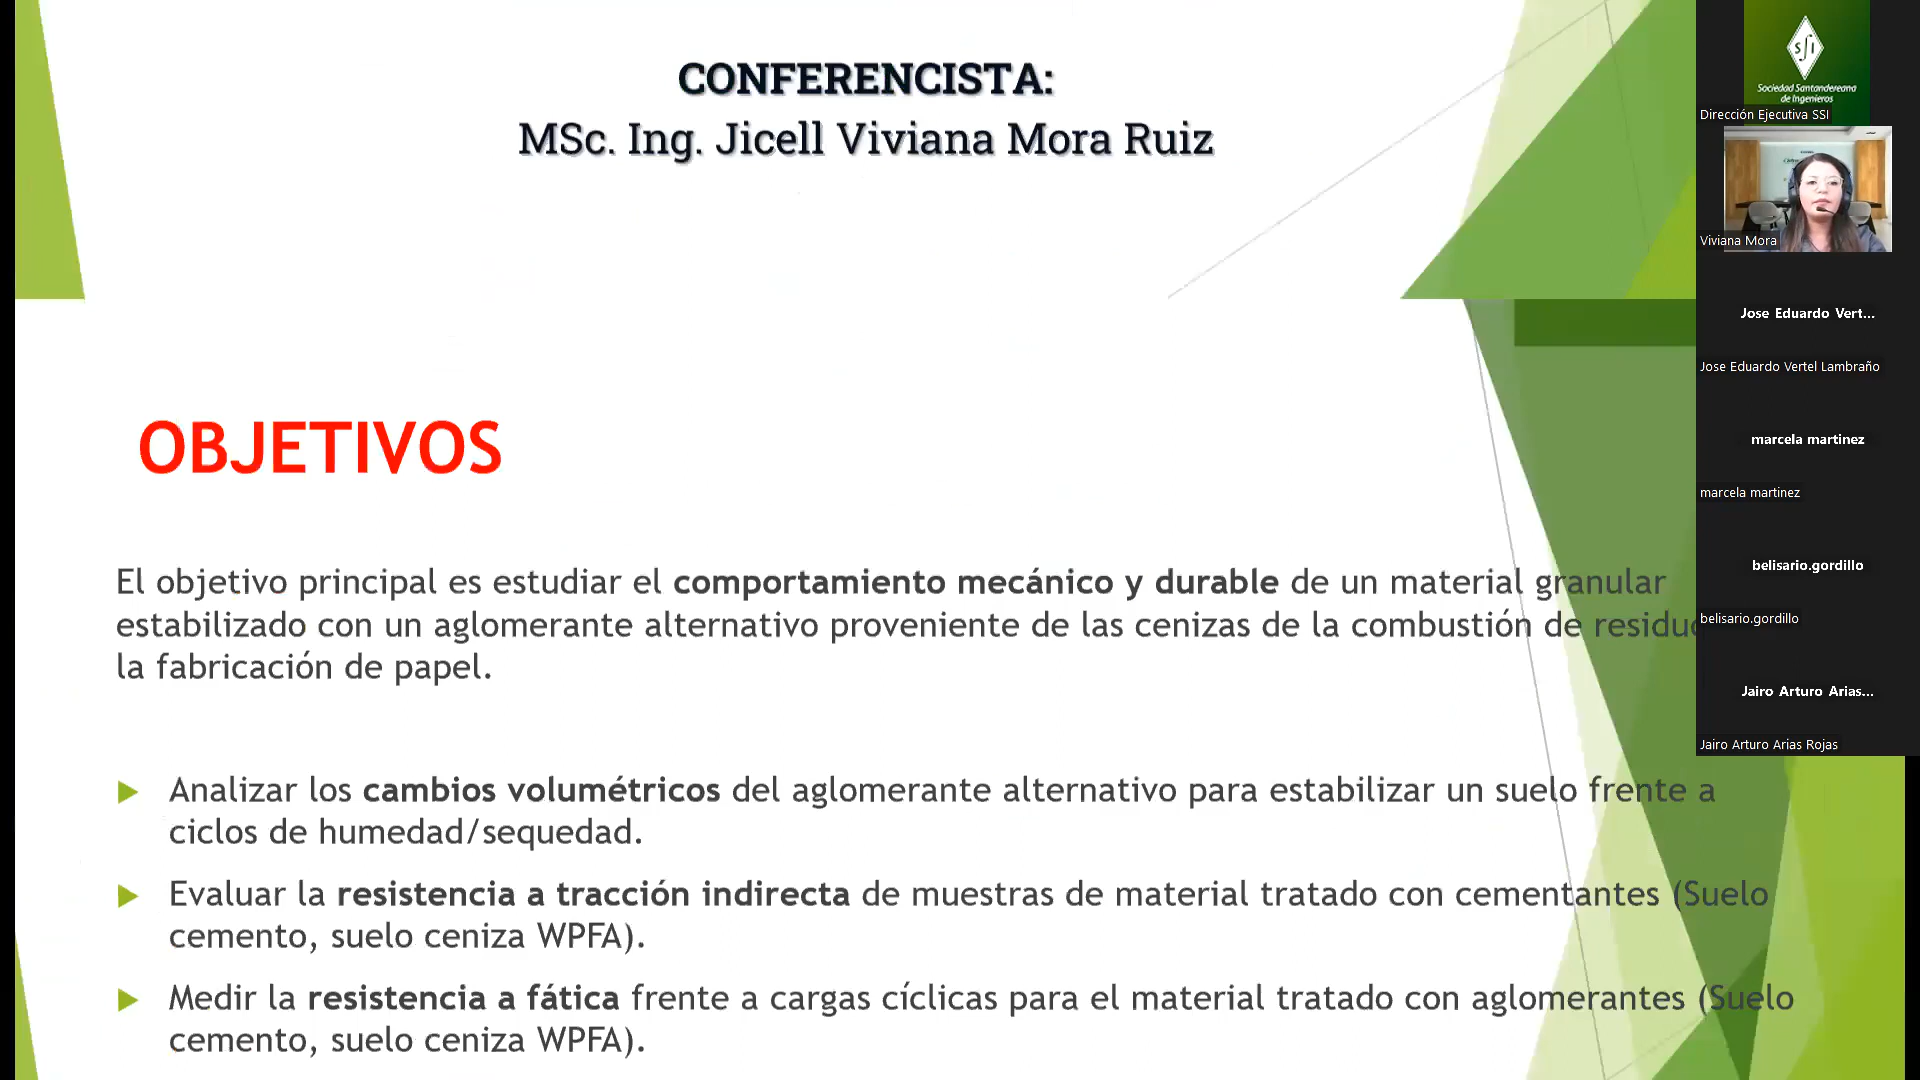 CONFERENCISTA:
MSc. Ing. Jicell Viviana Mora Ruiz
OBJETIVOS
El objetivo principal es estudiar el comportamiento mecánico y durable de un material granular
estabilizado con un aglomerante alternativo proveniente de las cenizas de la combustión de
la fabricación de papel.
Analizar los cambios volumétricos del aglomerante alternativo para estabilizar un suelo frente a
ciclos de humedad/sequedad.
Evaluar la resistencia a tracción indirecta de muestras de material tratado con cementantes (Suelo
cemento, suelo ceniza WPFA).
Medir la resistencia a fática frente a cargas cíclicas para el material tratado con aglomerantes (Suelo
cemento, suelo ceniza WPFA).
SSI
Sociedad Santandereana
de Ingenieros
Dirección Ejecutiva SSI
Viviana Mora
Jose Eduardo Vert...
Jose Eduardo Vertel Lambraño
marcela martinez
marcela martinez
belisario.gordillo
belisario.gordillo
Jairo Arturo Arias...
Jairo Arturo Arias Rojas